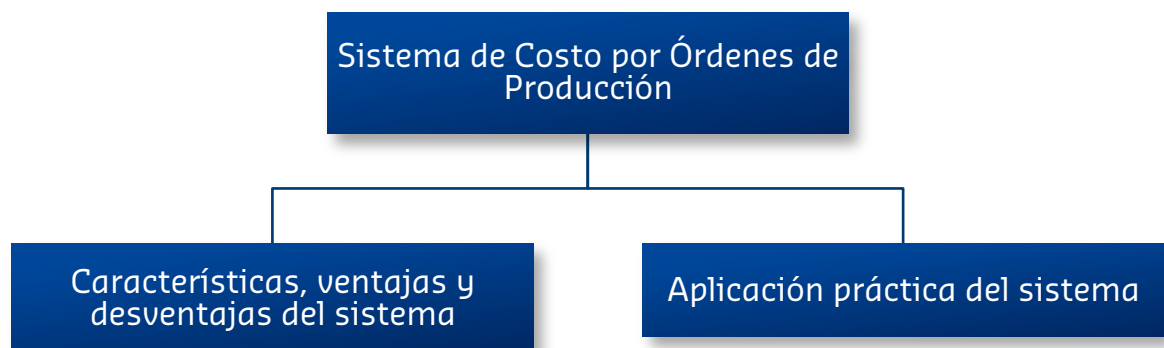 Sistema de Costo por Órdenes de
Producción
Características, ventajas y
desventajas del sistema
Aplicación práctica del sistema